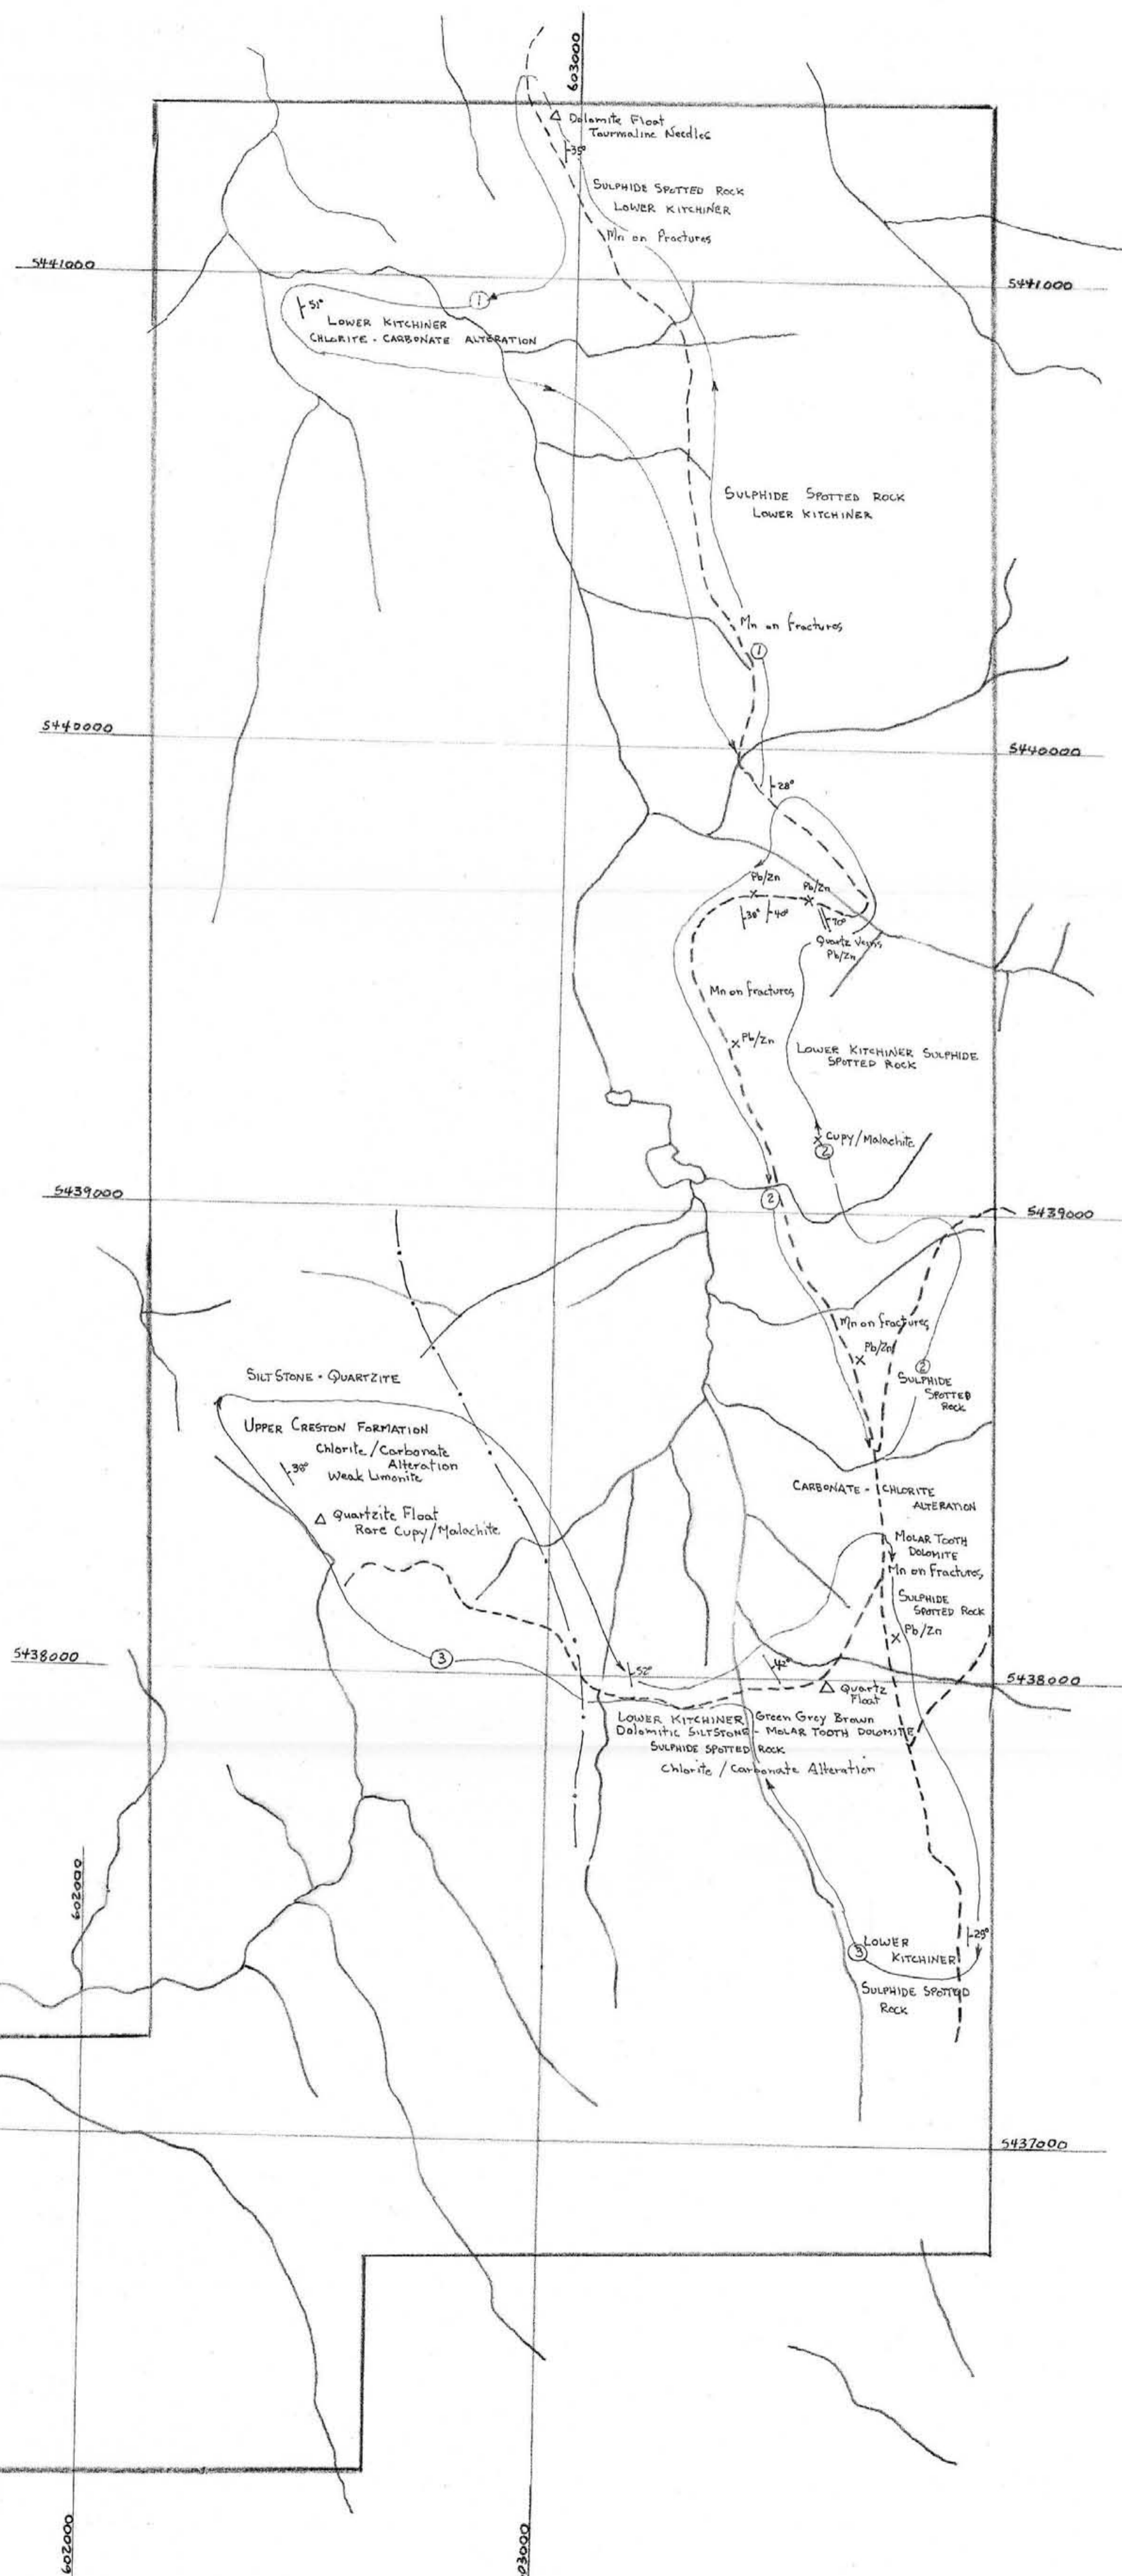 603000
Dolomite Float
Tourmaline Needles
35°
SULPHIDE SPOTTED ROCK
LOWER KITCHINER
Mn on Fractures
5441000
5441000
1
51°
LOWER KITCHINER
CHLORITE - CARBONATE ALTERATION
SULPHIDE SPOTTED ROCK
LOWER KITCHINER
Mn on fractures
1
5440000
5440000
28°
Pb/Zn
Pb/Zn
38°
40°
70°
Quartz Veins
Pb/Zn
Mn on fractures
Pb/Zn
LOWER KITCHINER SULPHIDE
SPOTTED ROCK
Cupy/Malachite
2
5439000
2
5439000
Mn on fractures
Pb/Zn
2
SULPHIDE
SPOTTED
ROCK
SILTSTONE - QUARTZITE
UPPER CRESTON FORMATION
Chlorite/Carbonate
Alteration
Weak Limonite
38°
Quartzite Float
Rare Cupy/Malachite
CARBONATE - CHLORITE
ALTERATION
MOLAR TOOTH
DOLOMITE
Mn on Fractures
SULPHIDE
SPOTTED ROCK
Pb/Zn
5438000
3
52°
42°
5438000
Quartz
Float
LOWER KITCHINER Green Grey Brown
Dolomitic SILTSTONE - MOLAR TOOTH DOLOMITE
SULPHIDE SPOTTED ROCK
Chlorite/Carbonate Alteration
602000
25°
3
LOWER
KITCHINER
SULPHIDE SPOTTED
ROCK
5437000
602000
03000